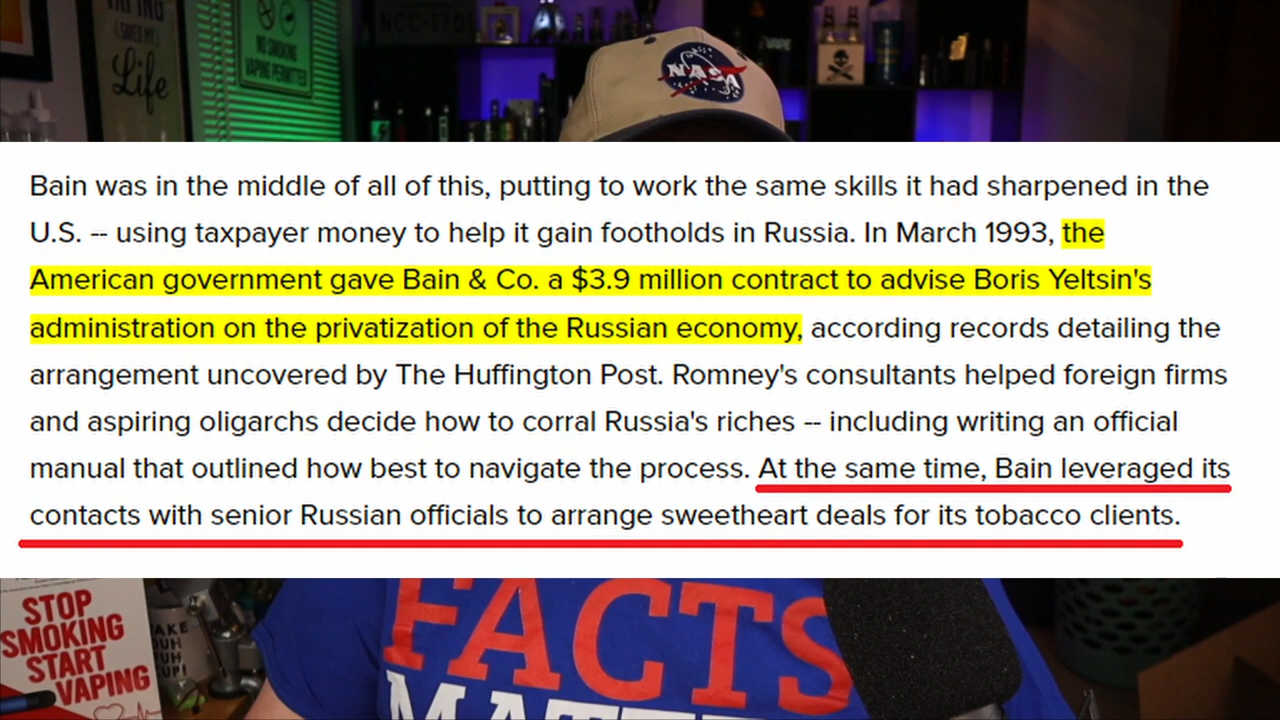 NCC-1701
(SAVED MY)
Life
NO SMOKING
VAPING PERMITTED
NASA
VAPE
Bain was in the middle of all of this, putting to work the same skills it had sharpened in the
U.S. -- using taxpayer money to help it gain footholds in Russia. In March 1993, the
American government gave Bain & Co. a $3.9 million contract to advise Boris Yeltsin's
administration on the privatization of the Russian economy, according records detailing the
arrangement uncovered by The Huffington Post. Romney's consultants helped foreign firms
and aspiring oligarchs decide how to corral Russia's riches -- including writing an official
manual that outlined how best to navigate the process. At the same time, Bain leveraged its
contacts with senior Russian officials to arrange sweetheart deals for its tobacco clients.
STOP
SMOKING
START
VAPING
FACTS